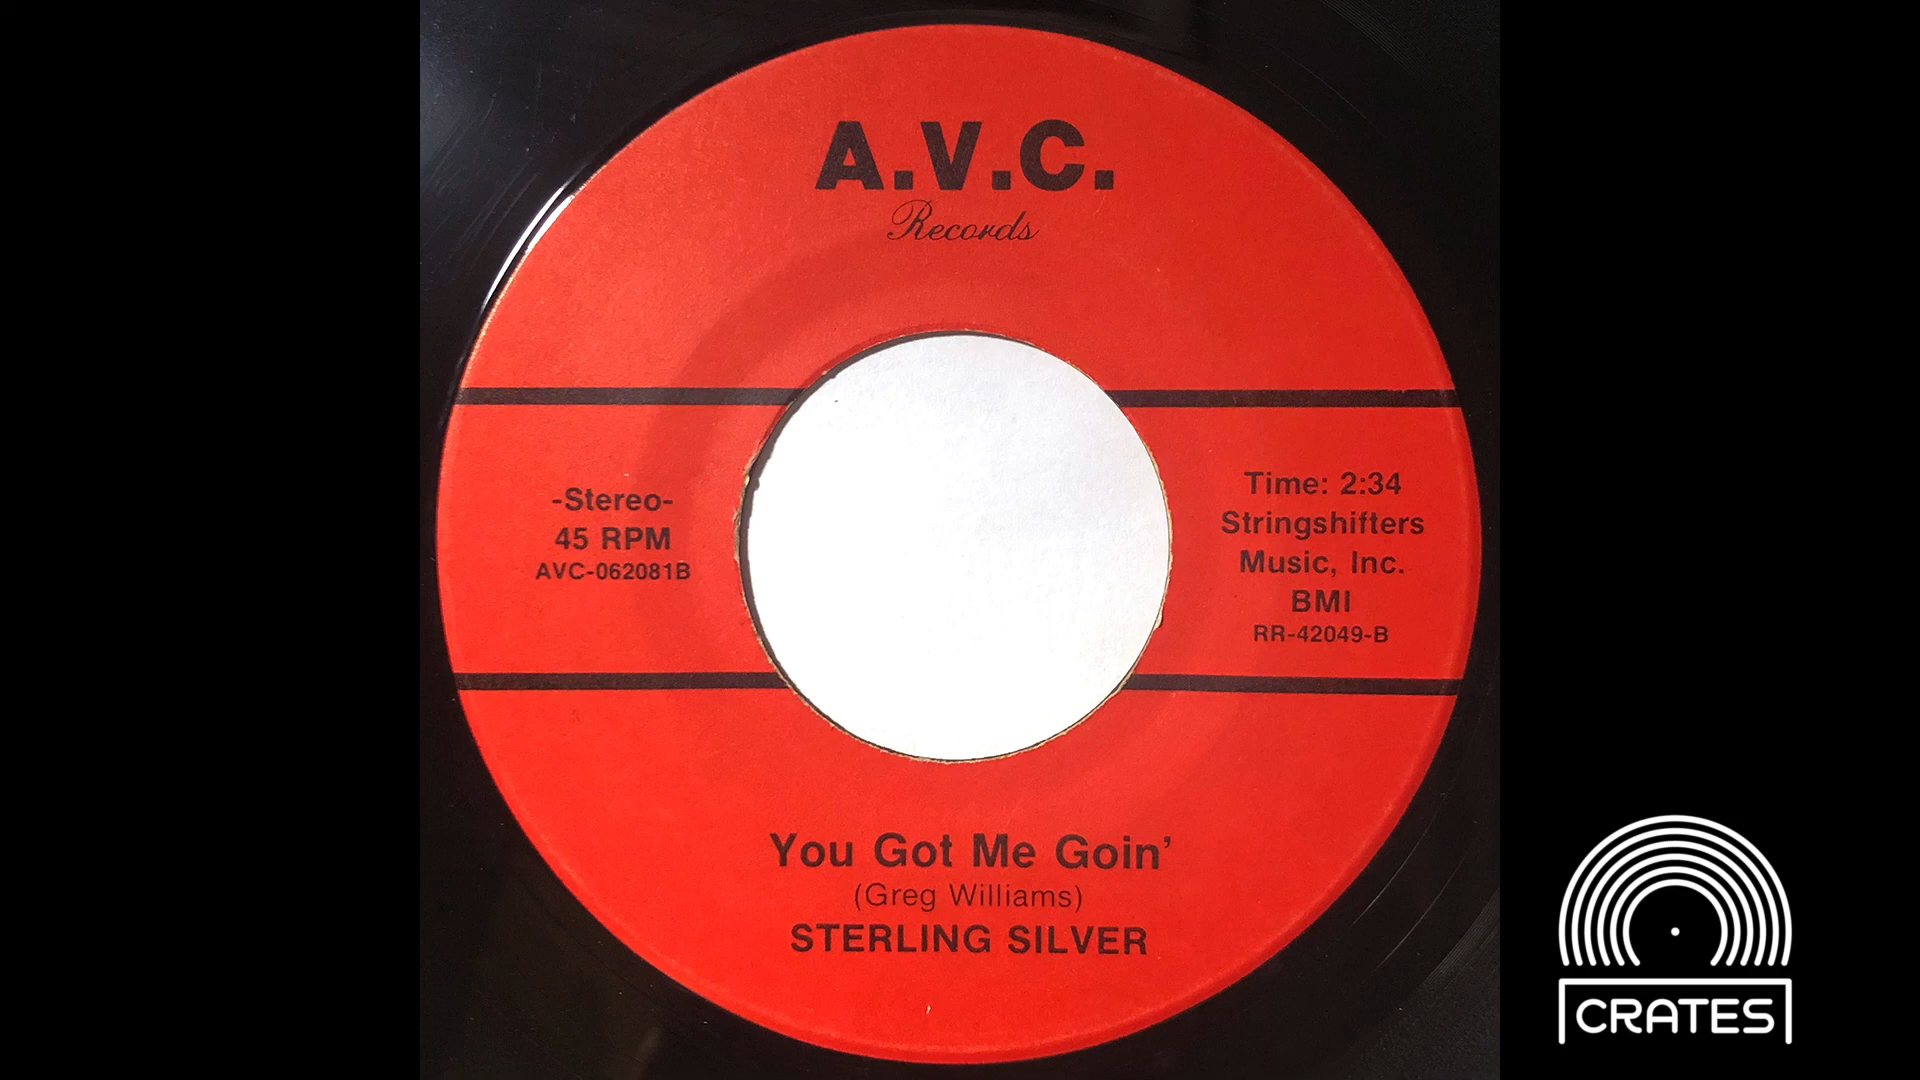 A.V.C.
Records
-Stereo-
45 RPM
AVC-062081B
Time: 2:34
Stringshifters
Music, Inc.
BMI
RR-42049-B
You Got Me Goin’
(Greg Williams)
STERLING SILVER
CRATES